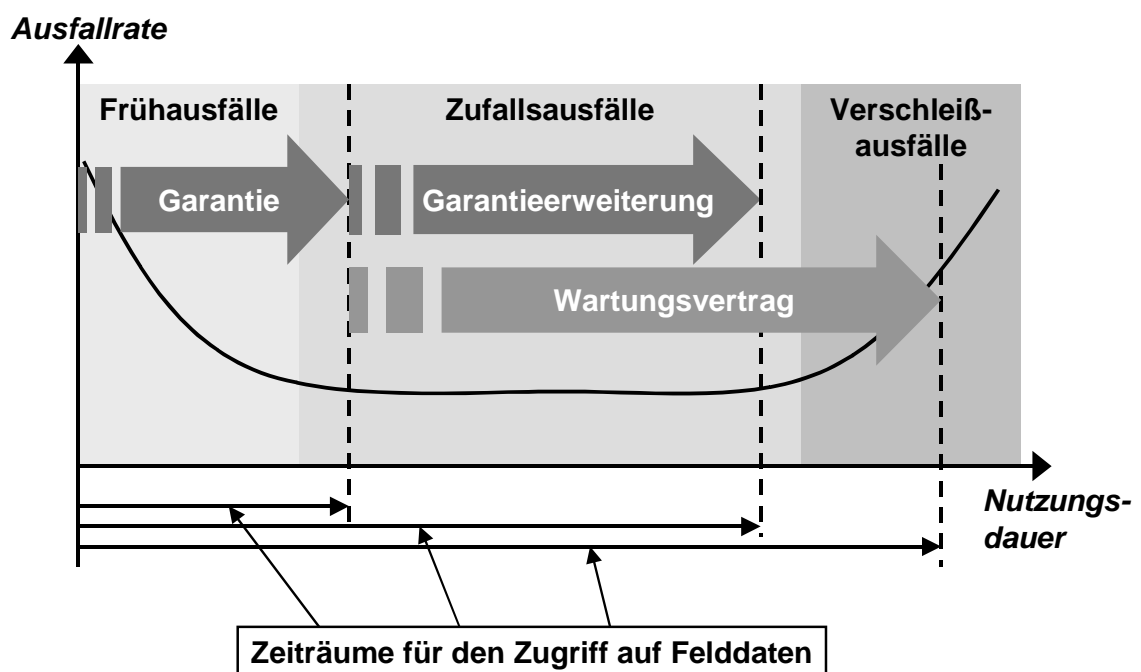 Ausfallrate
Frühausfälle
Zufallsausfälle
Verschleiß-
ausfälle
Garantie
Garantieerweiterung
Wartungsvertrag
Nutzungs-
dauer
Zeiträume für den Zugriff auf Felddaten